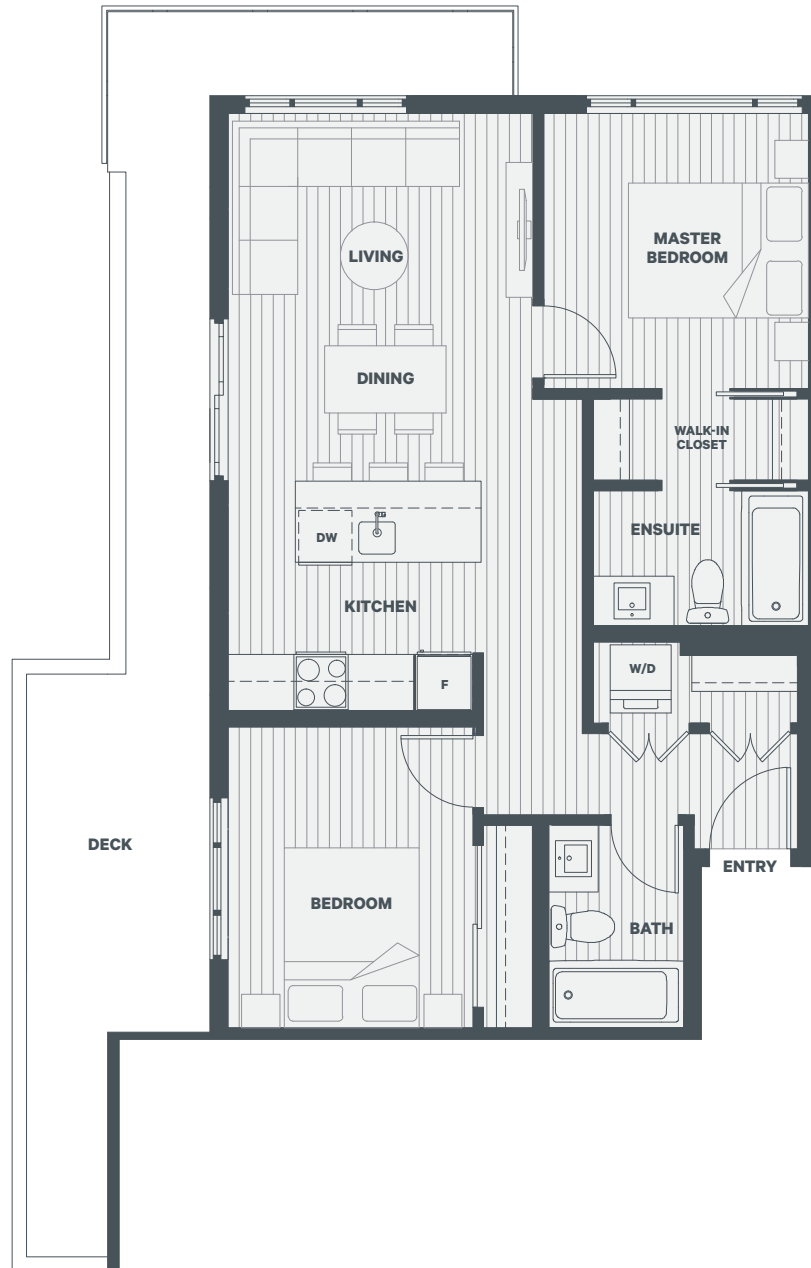 LIVING
MASTER
BEDROOM
DINING
WALK-IN
CLOSET
ENSUITE
DW
KITCHEN
W/D
F
DECK
ENTRY
BEDROOM
BATH